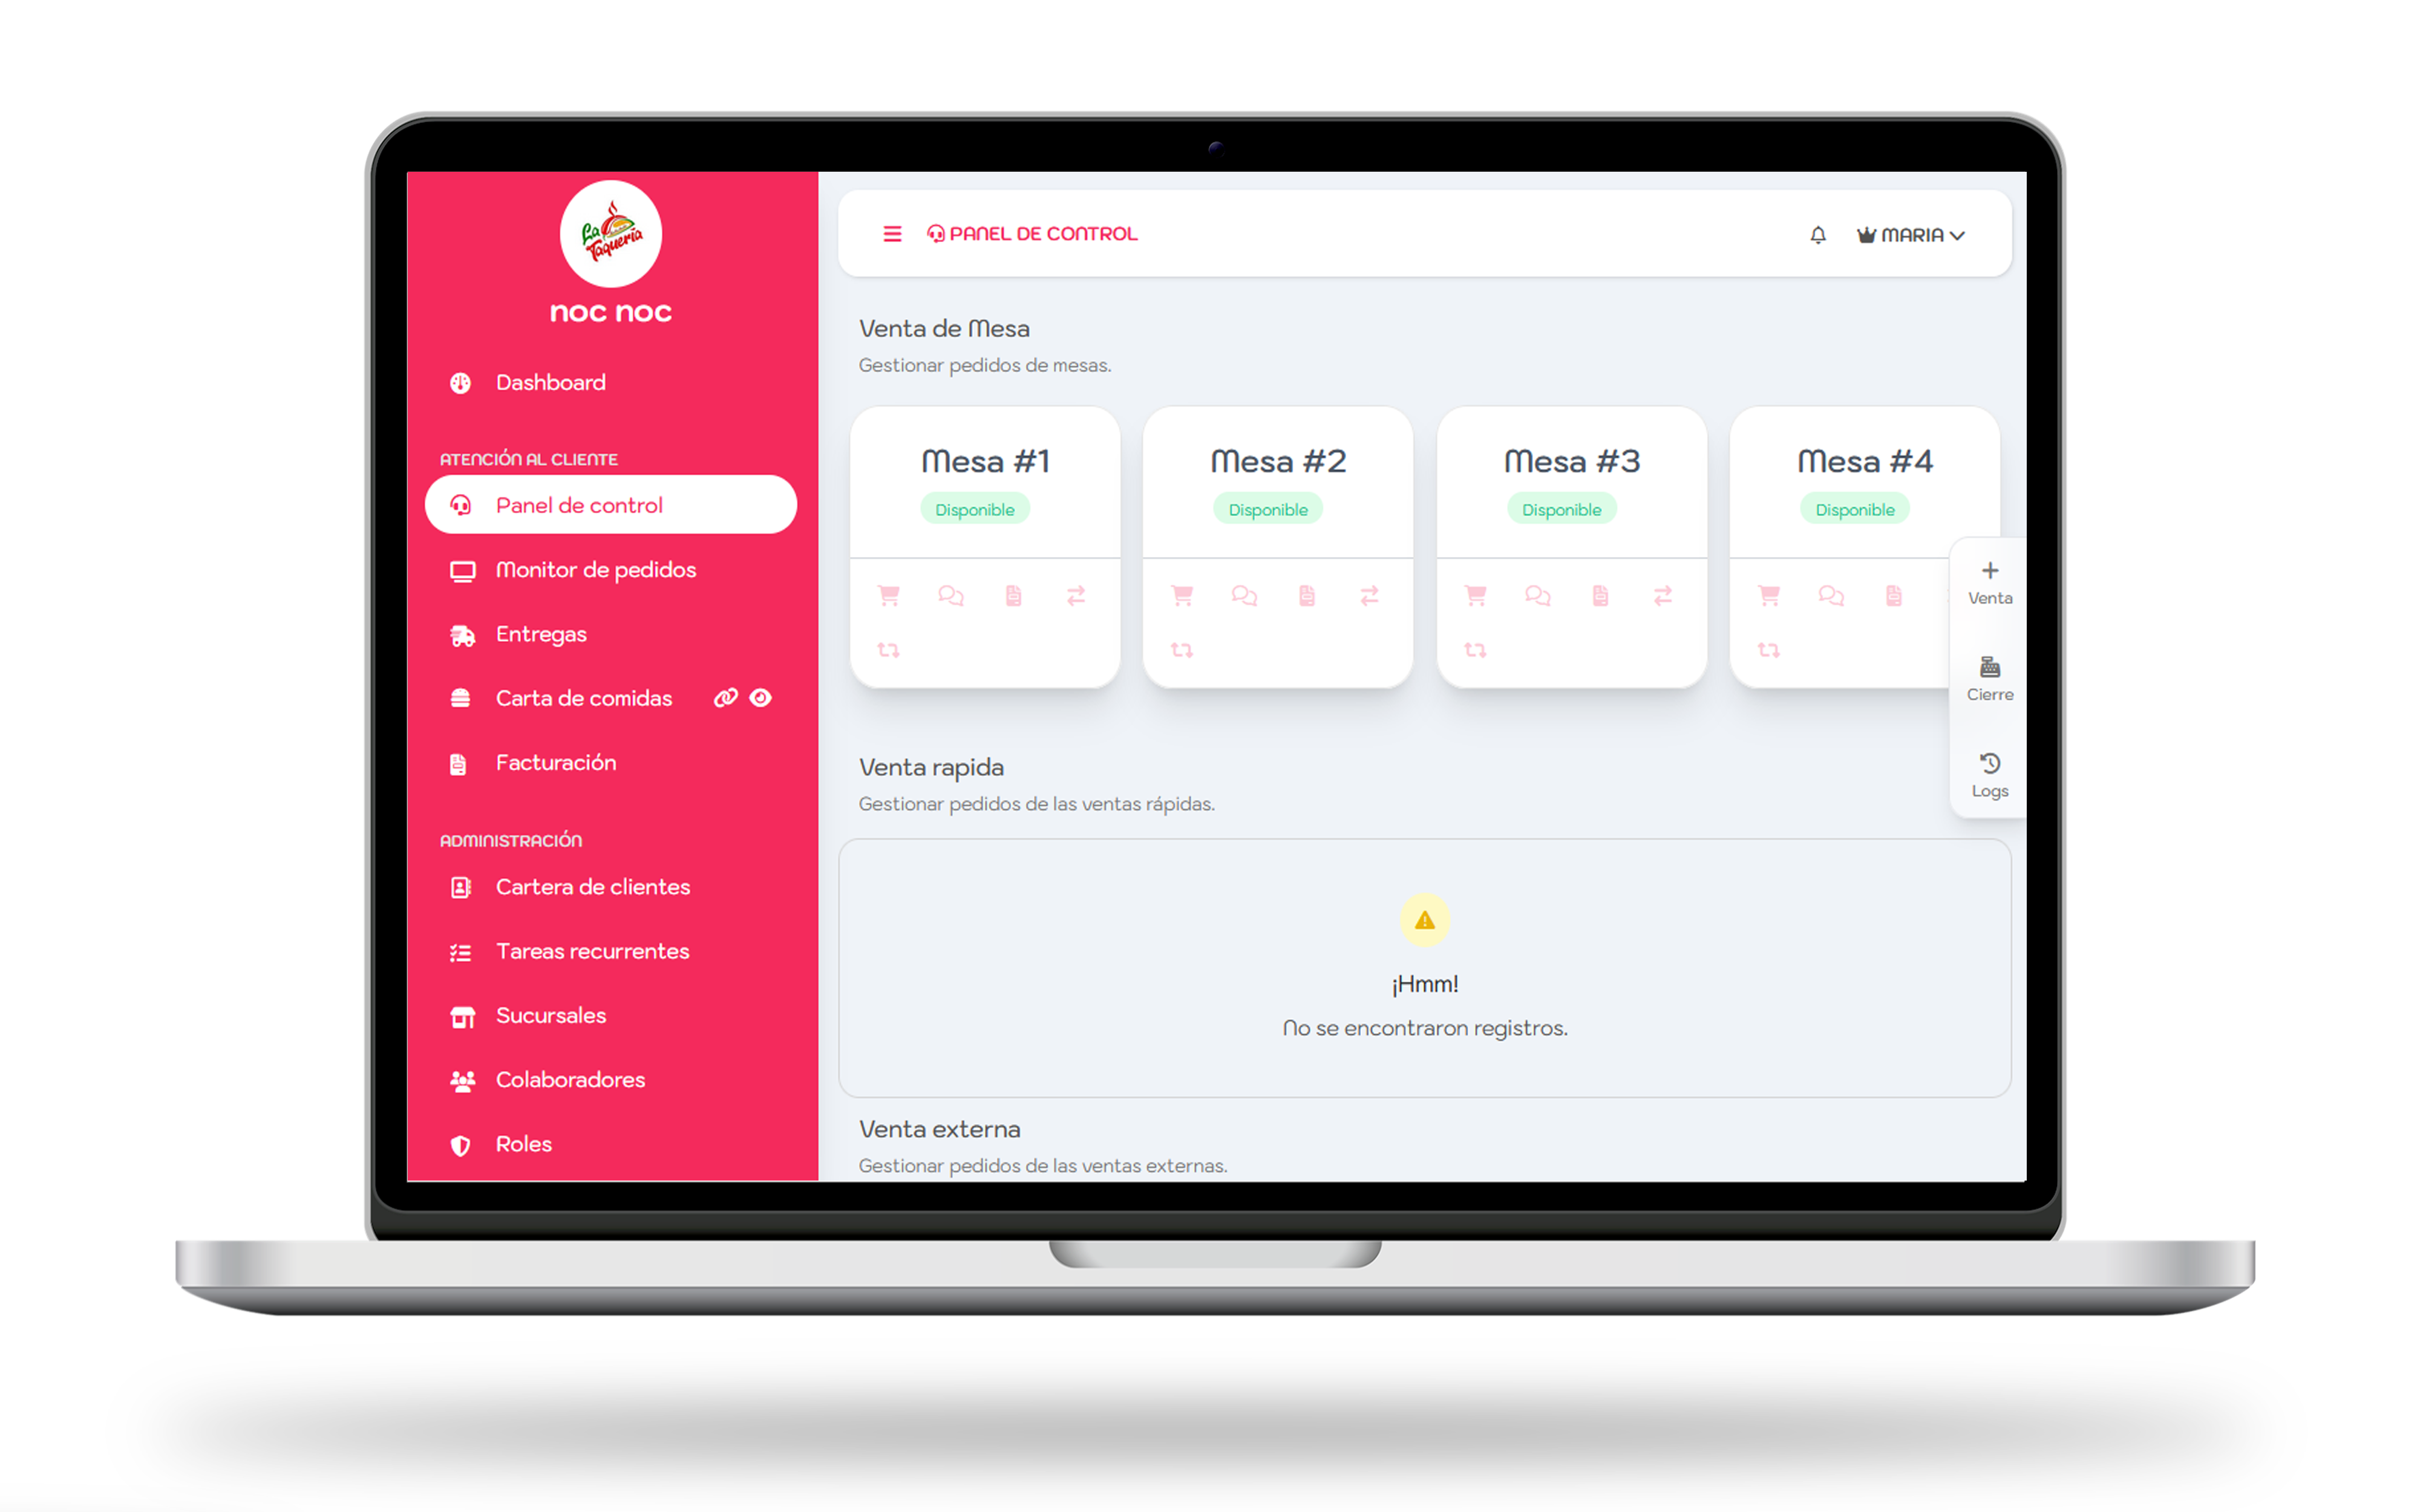 La
Taquería
noc noc
Dashboard
ATENCIÓN AL CLIENTE
Panel de control
Monitor de pedidos
Entregas
Carta de comidas
Facturación
ADMINISTRACIÓN
Cartera de clientes
Tareas recurrentes
Sucursales
Colaboradores
Roles
PANEL DE CONTROL
MARIA
Venta de Mesa
Gestionar pedidos de mesas.
Mesa #1
Disponible
Mesa #2
Disponible
Mesa #3
Disponible
Mesa #4
Disponible
Venta
Cierre
Logs
Venta rapida
Gestionar pedidos de las ventas rápidas.
¡Hmm!
No se encontraron registros.
Venta externa
Gestionar pedidos de las ventas externas.